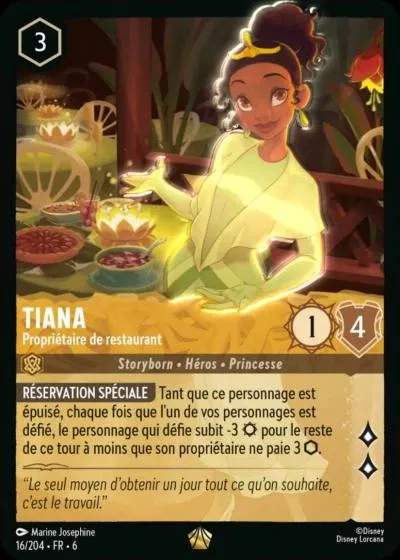 3
TIANA
Propriétaire de restaurant
1
4
Storyborn • Héros • Princesse
RÉSERVATION SPÉCIALE Tant que ce personnage est
épuisé, chaque fois que l'un de vos personnages est
défié, le personnage qui défie subit -3 pour le reste
de ce tour à moins que son propriétaire ne paie 3.
“Le seul moyen d’obtenir un jour tout ce qu’on souhaite,
c’est le travail.”
Marine Josephine
16/204 • FR • 6
©Disney
Disney Lorcana